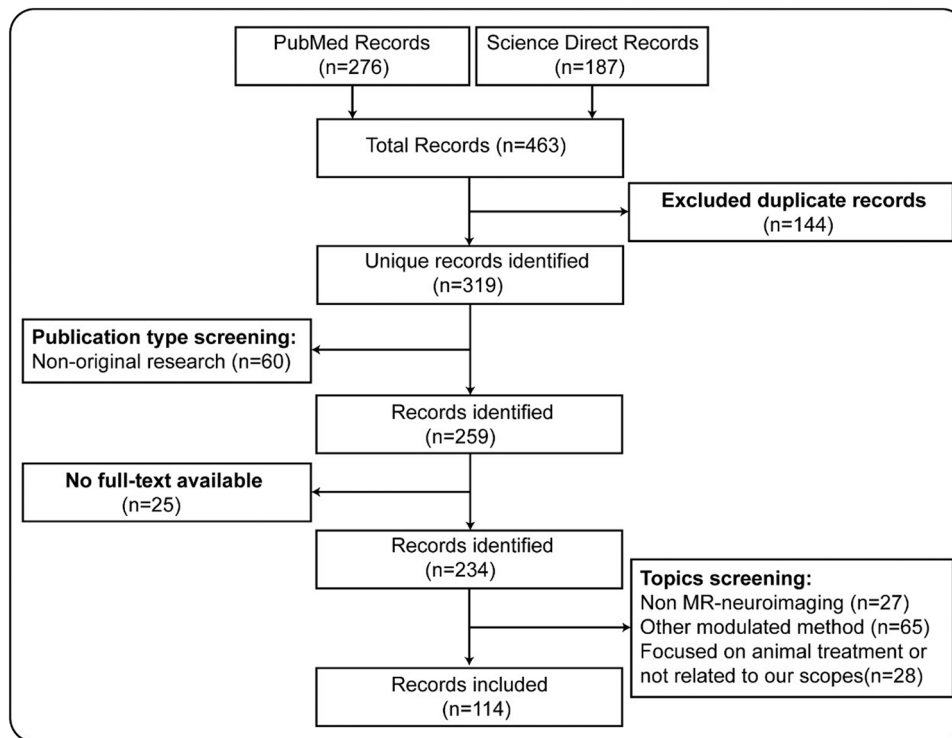 PubMed Records
(n=276)
Science Direct Records
(n=187)
Total Records (n=463)
Excluded duplicate records
(n=144)
Unique records identified
(n=319)
Publication type screening:
Non-original research (n=60)
Records identified
(n=259)
No full-text available
(n=25)
Records identified
(n=234)
Topics screening:
Non MR-neuroimaging (n=27)
Other modulated method (n=65)
Focused on animal treatment or
not related to our scopes(n=28)
Records included
(n=114)